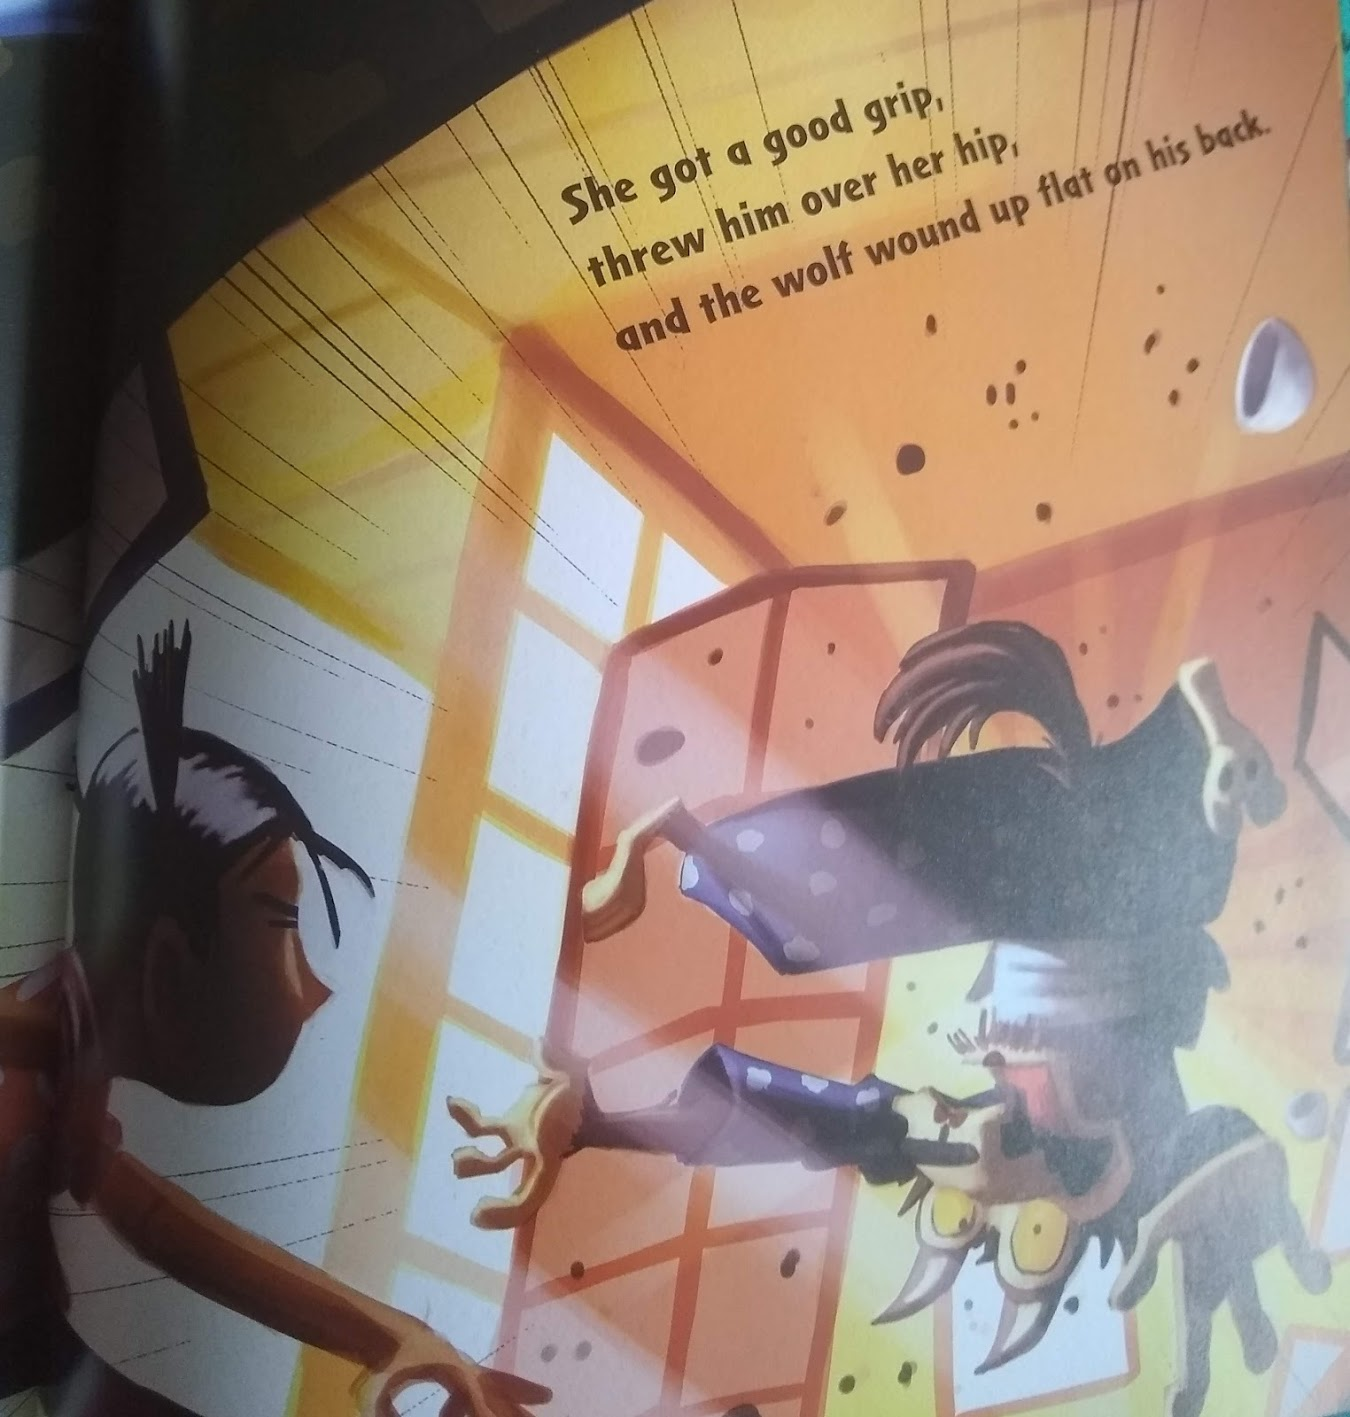 She got a good grip,
threw him over her hip,
and the wolf wound up flat on his back.